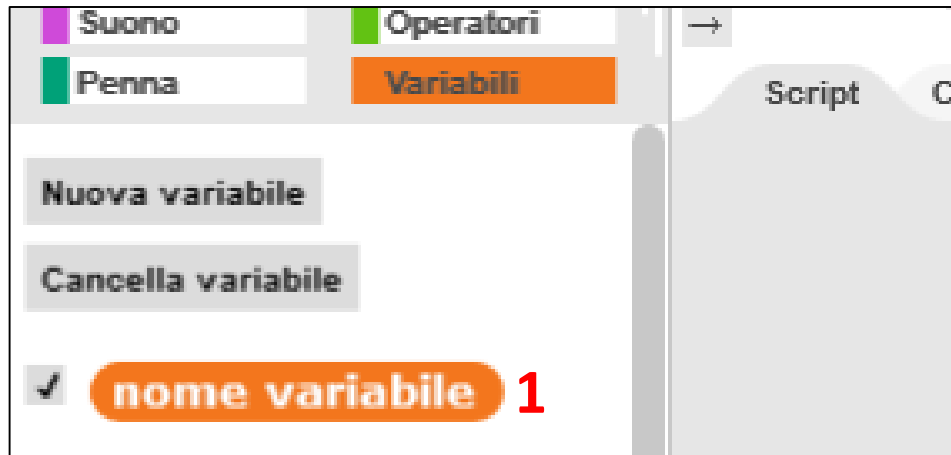 Suono Operatori
Penna Variabili
Script C
Nuova variabile
Cancella variabile
nome variabile 1